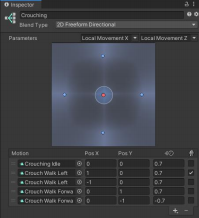 Inspector
Crouching
Blend Type 2D Freeform Directional
Parameters Local Movement X Local Movement Z
Motion Pos X Pos Y
Crouching Idle 0 0 0.7
Crouch Walk Left 1 0 0.7
Crouch Walk Left -1 0 0.7
Crouch Walk Forwa 0 1 0.7
Crouch Walk Forwa 0 -1 -0.7